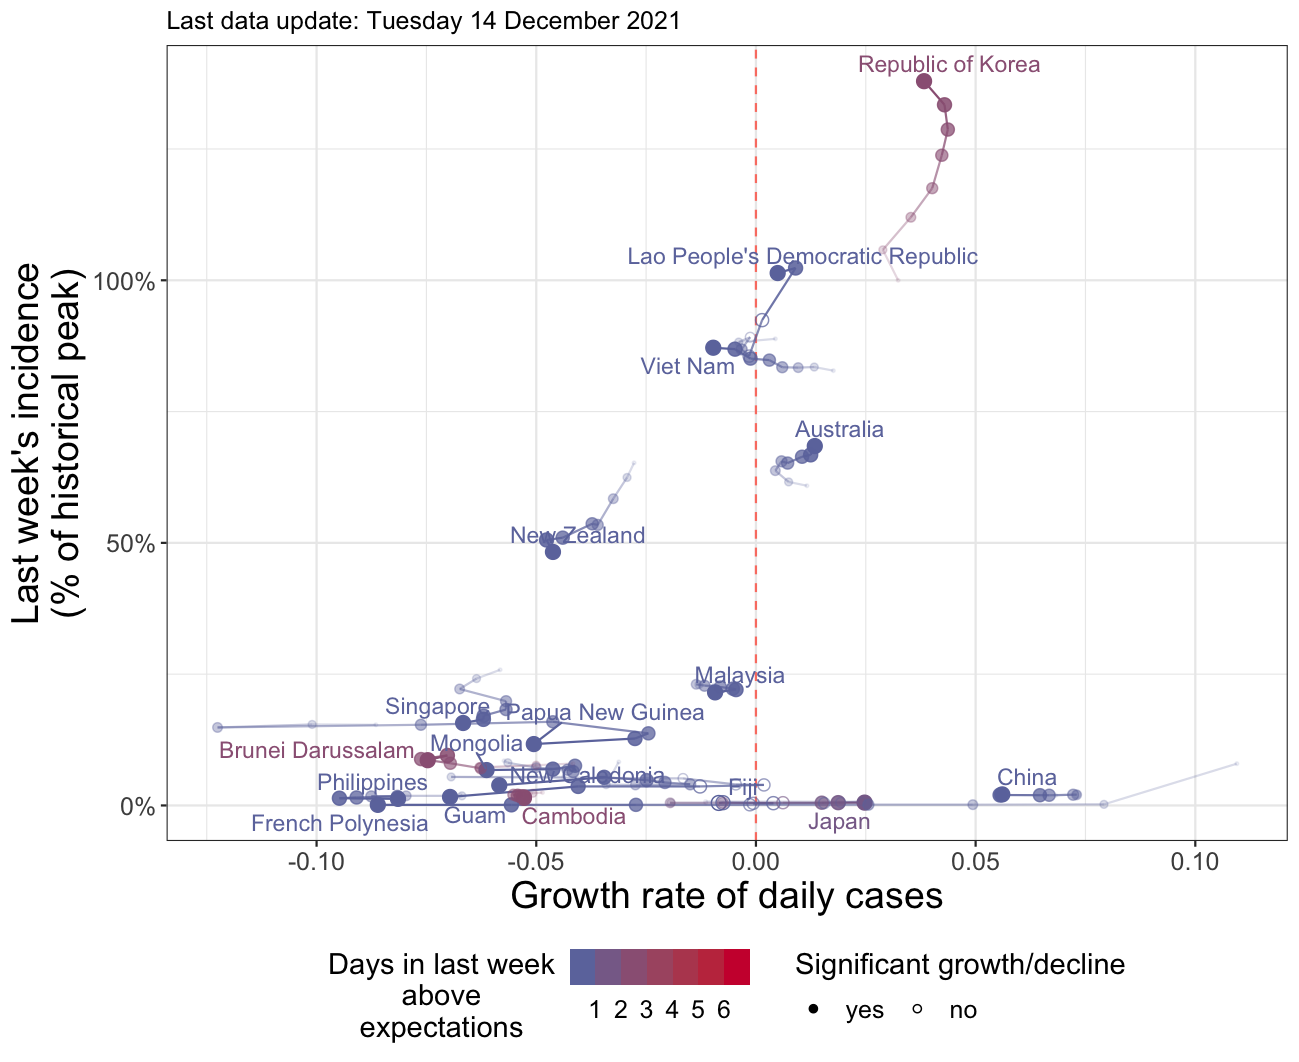 Last data update: Tuesday 14 December 2021
Republic of Korea
Lao People's Democratic Republic
100%
Viet Nam
Australia
New Zealand
50%
Last week's incidence
(% of historical peak)
Malaysia
Singapore
Papua New Guinea
Brunei Darussalam
Mongolia
New Caledonia
Philippines
Fiji
China
0%
French Polynesia
Guam
Cambodia
Japan
-0.10 -0.05 0.00 0.05 0.10
Growth rate of daily cases
Days in last week
above
expectations
1 2 3 4 5 6
Significant growth/decline
yes no